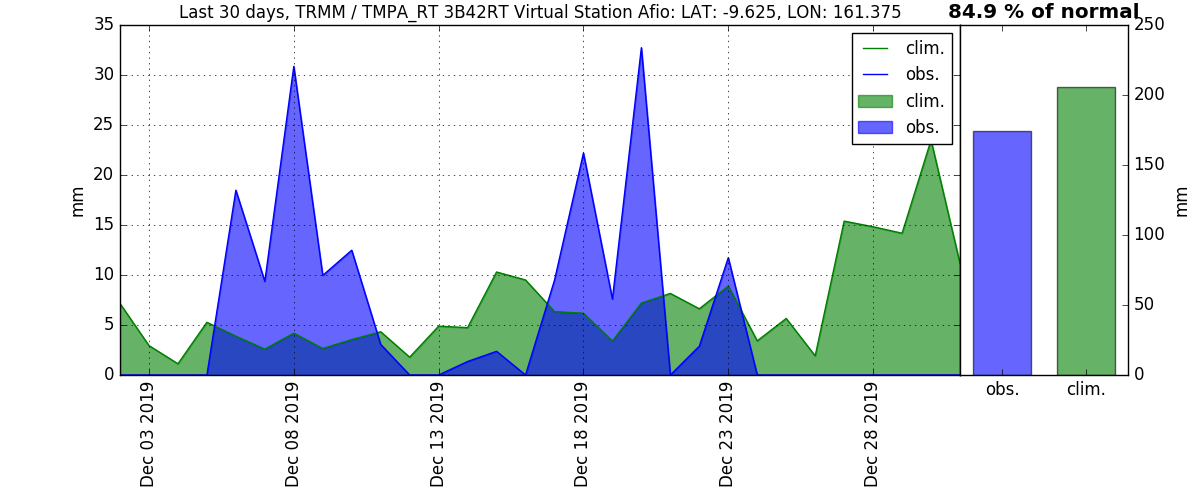 Last 30 days, TRMM / TMPA_RT 3B42RT Virtual Station Afio: LAT: -9.625, LON: 161.375
84.9 % of normal
35
30
25
20
15
10
5
0
mm
clim.
obs.
clim.
obs.
Dec 03 2019
Dec 08 2019
Dec 13 2019
Dec 18 2019
Dec 23 2019
Dec 28 2019
250
200
150
100
50
0
mm
obs.
clim.